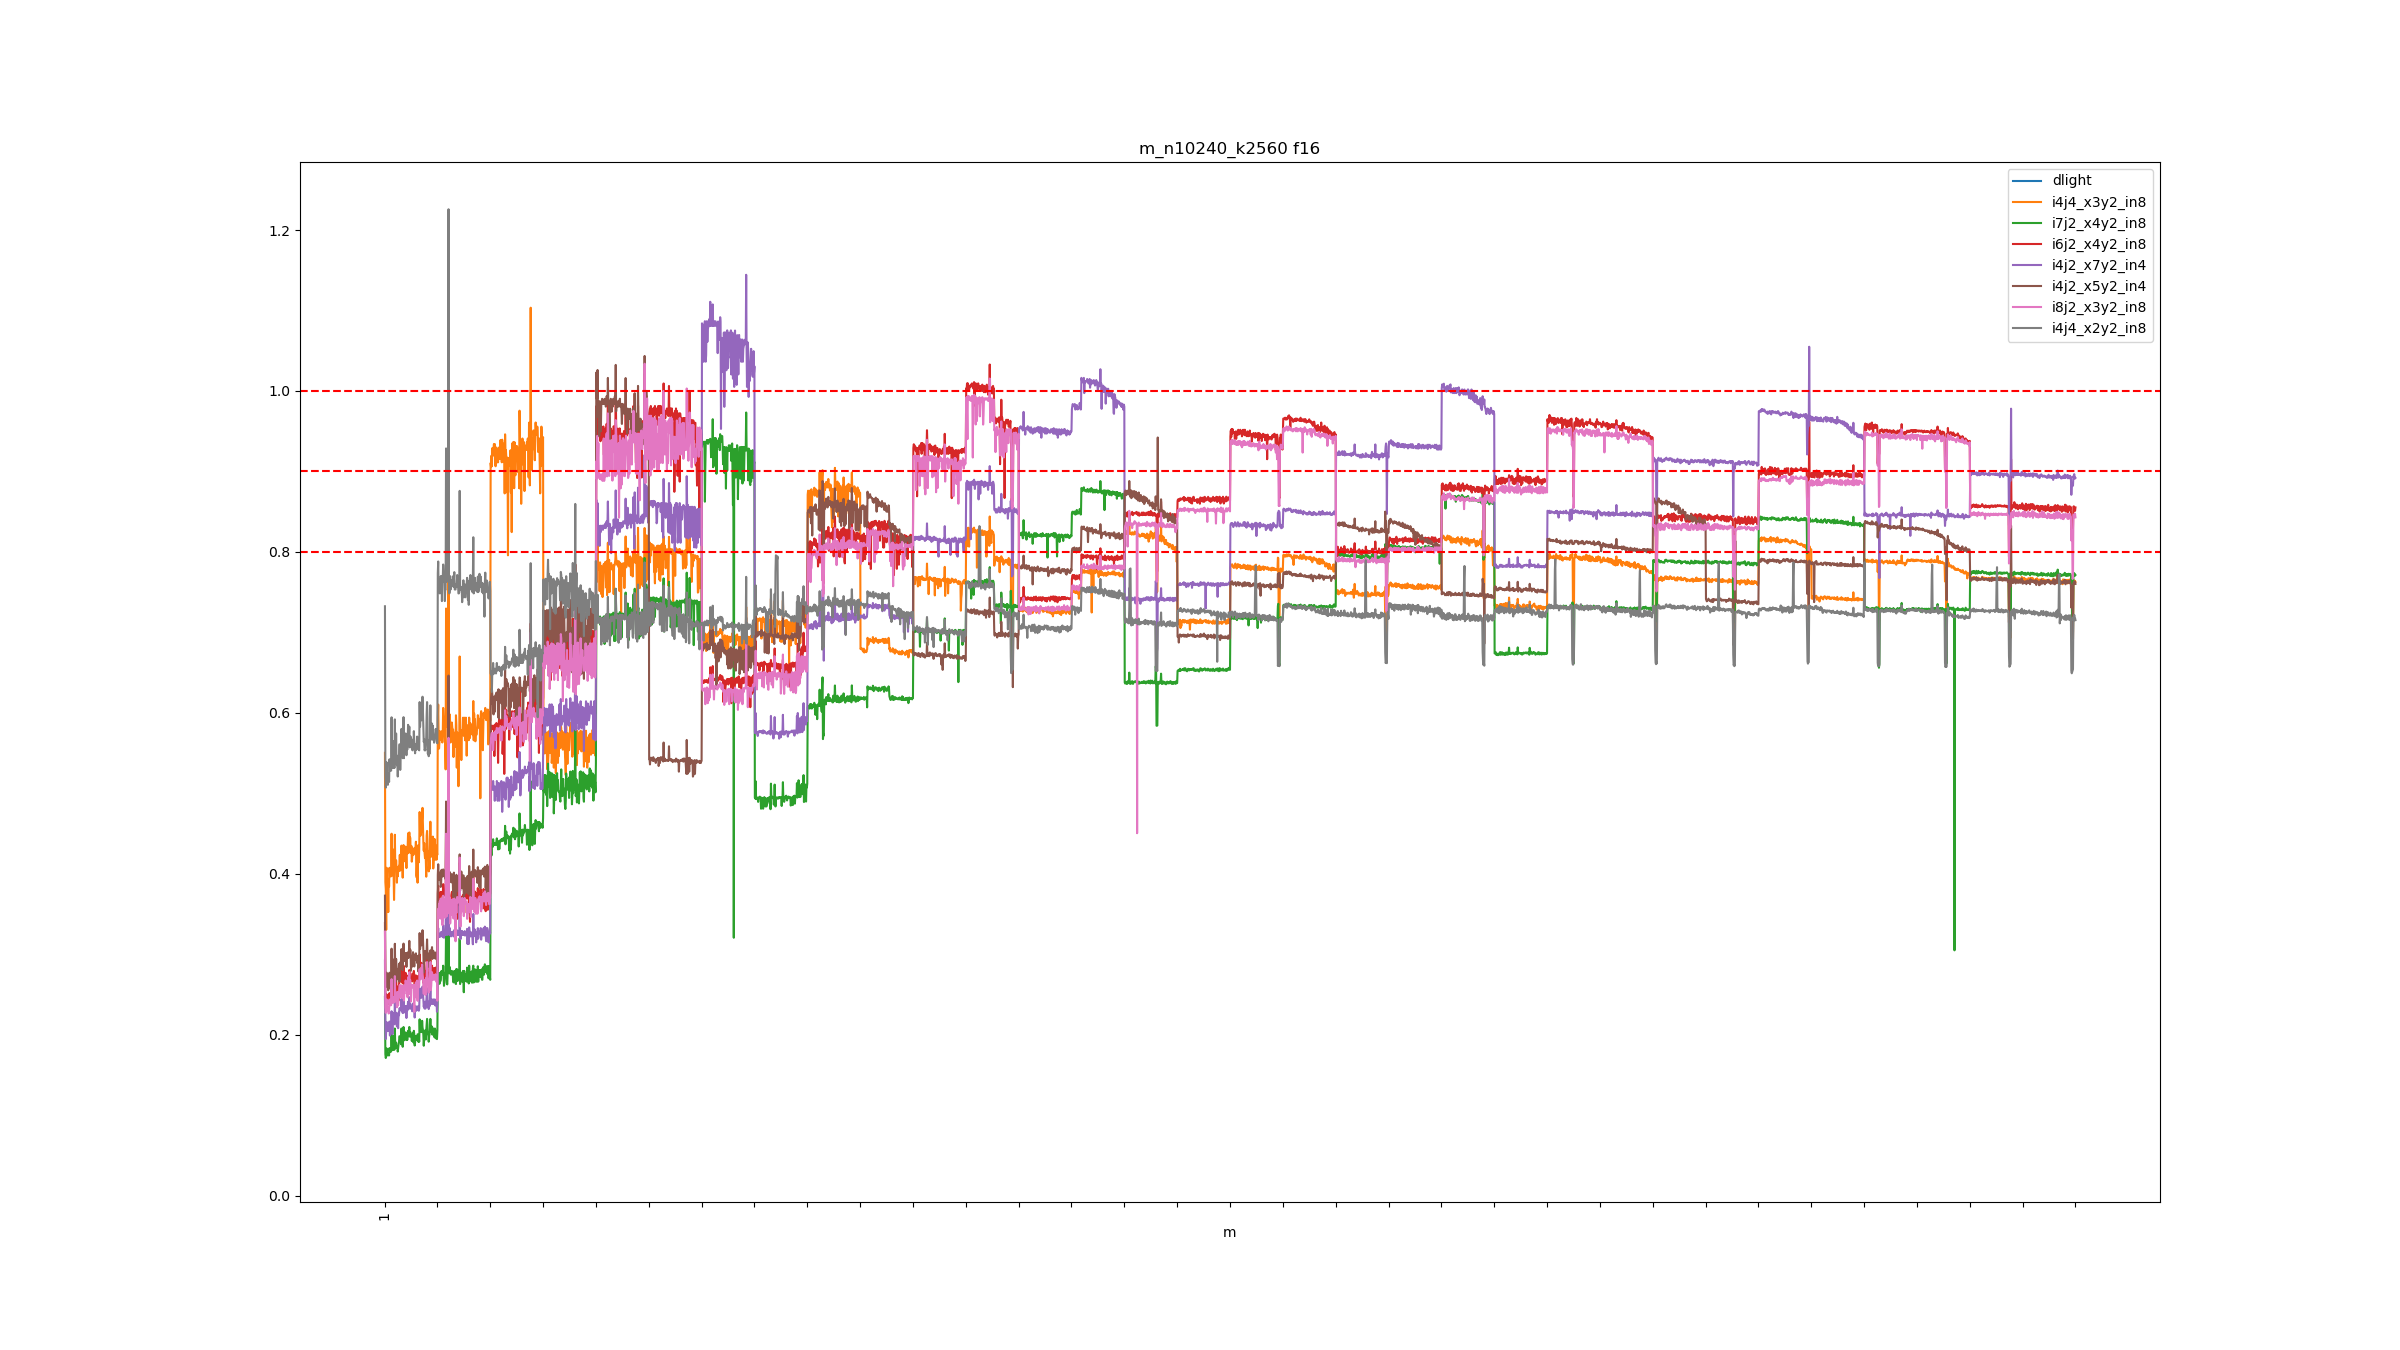 m_n10240_k2560 f16
dlight
i4j4_x3y2_in8
i7j2_x4y2_in8
i6j2_x4y2_in8
i4j2_x7y2_in4
i4j2_x5y2_in4
i8j2_x3y2_in8
i4j4_x2y2_in8
1.2
1.0
0.8
0.6
0.4
0.2
0.0
1
m